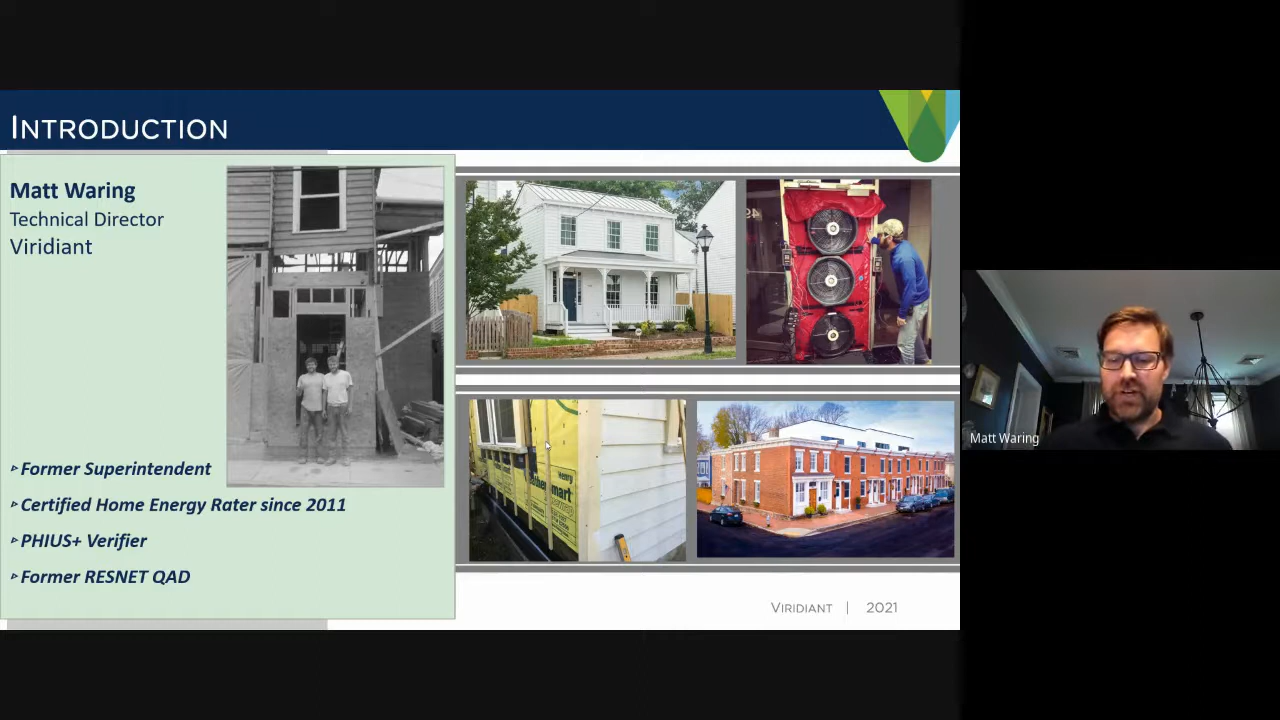 INTRODUCTION
Matt Waring
Technical Director
Viridiant
Former Superintendent
Certified Home Energy Rater since 2011
PHIUS+ Verifier
Former RESNET QAD
VIRIDIANT | 2021
Matt Waring